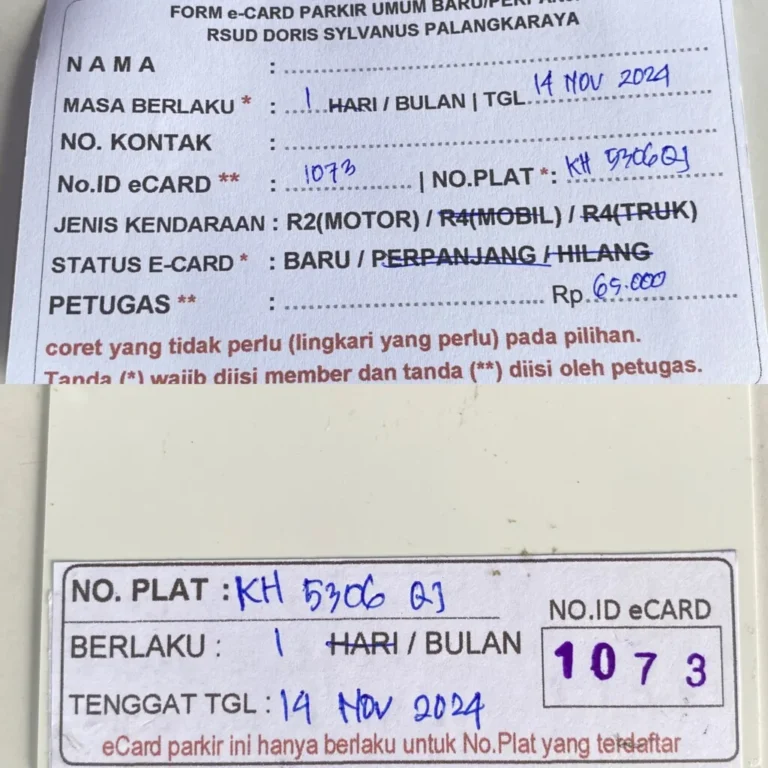 FORM e-CARD PARKIR UMUM BARU/PERPANJANG
RSUD DORIS SYLVANUS PALANGKARAYA
NAMA :
MASA BERLAKU * : 1 HARI / BULAN | TGL. 14 NOV 2024
NO. KONTAK :
No.ID eCARD ** : 1073 | NO.PLAT *: KH 5306 QJ
JENIS KENDARAAN : R2(MOTOR) / R4(MOBIL) / R4(TRUK)
STATUS E-CARD * : BARU / PERPANJANG / HILANG
PETUGAS ** : Rp. 65.000
coret yang tidak perlu (lingkari yang perlu) pada pilihan.
Tanda (*) wajib diisi member dan tanda (**) diisi oleh petugas.
NO. PLAT : KH 5306 QJ
BERLAKU : 1 HARI / BULAN
TENGGAT TGL : 14 NOV 2024
NO.ID eCARD
1073
eCard parkir ini hanya berlaku untuk No.Plat yang terdaftar